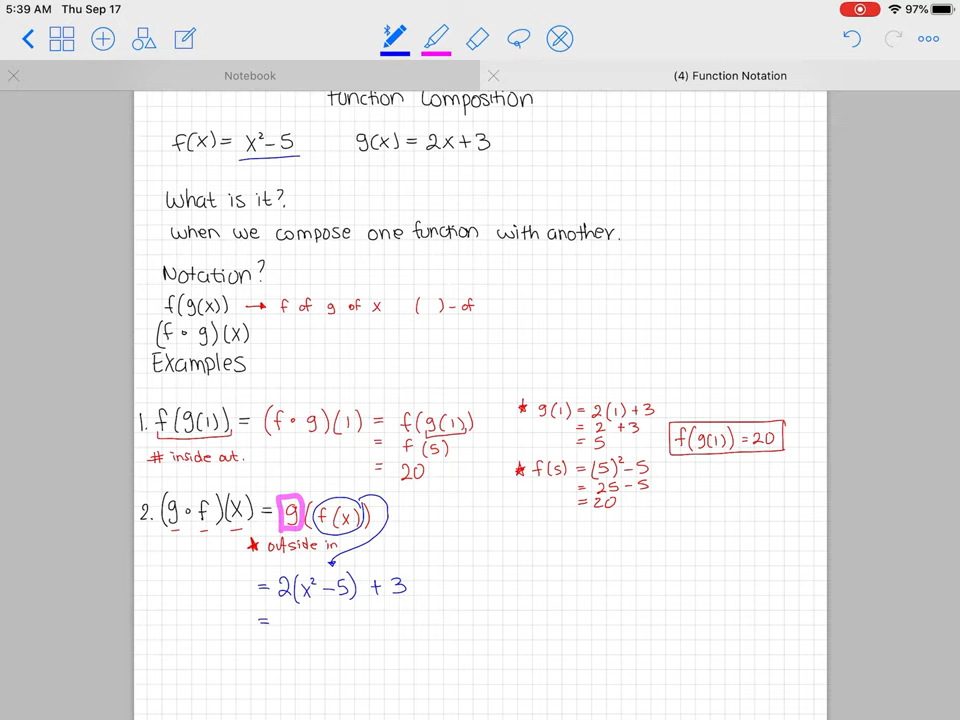 5:39 AM Thu Sep 17
97%
Notebook
(4) Function Notation
Function Composition
f(x) = x² - 5 g(x) = 2x + 3
What is it?
when we compose one function with another.
Notation?
f(g(x)) → f of g of x ( ) - of
(f ∘ g)(x)
Examples
1. f(g(1)) = (f ∘ g)(1) = f(g(1))
# inside out.
= f(5)
= 20
★ g(1) = 2(1) + 3
= 2 + 3
= 5
★ f(5) = (5)² - 5
= 25 - 5
= 20
f(g(1)) = 20
2. (g ∘ f)(x) = g(f(x))
★ outside in
= 2(x² - 5) + 3
=